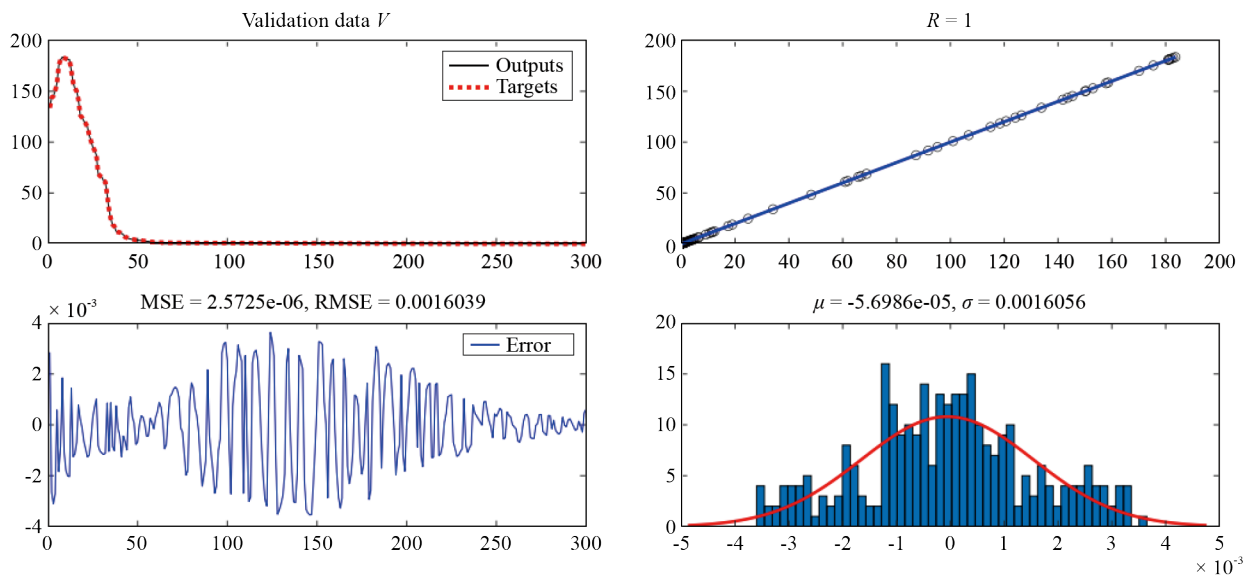 Validation data V
200
150
100
50
0
0 50 100 150 200 250 300
Outputs
Targets
R = 1
200
150
100
50
0
0 20 40 60 80 100 120 140 160 180 200
MSE = 2.5725e-06, RMSE = 0.0016039
× 10⁻³
4
2
0
-2
-4
0 50 100 150 200 250 300
Error
μ = -5.6986e-05, σ = 0.0016056
20
15
10
5
0
-5 -4 -3 -2 -1 0 1 2 3 4 5
× 10⁻³